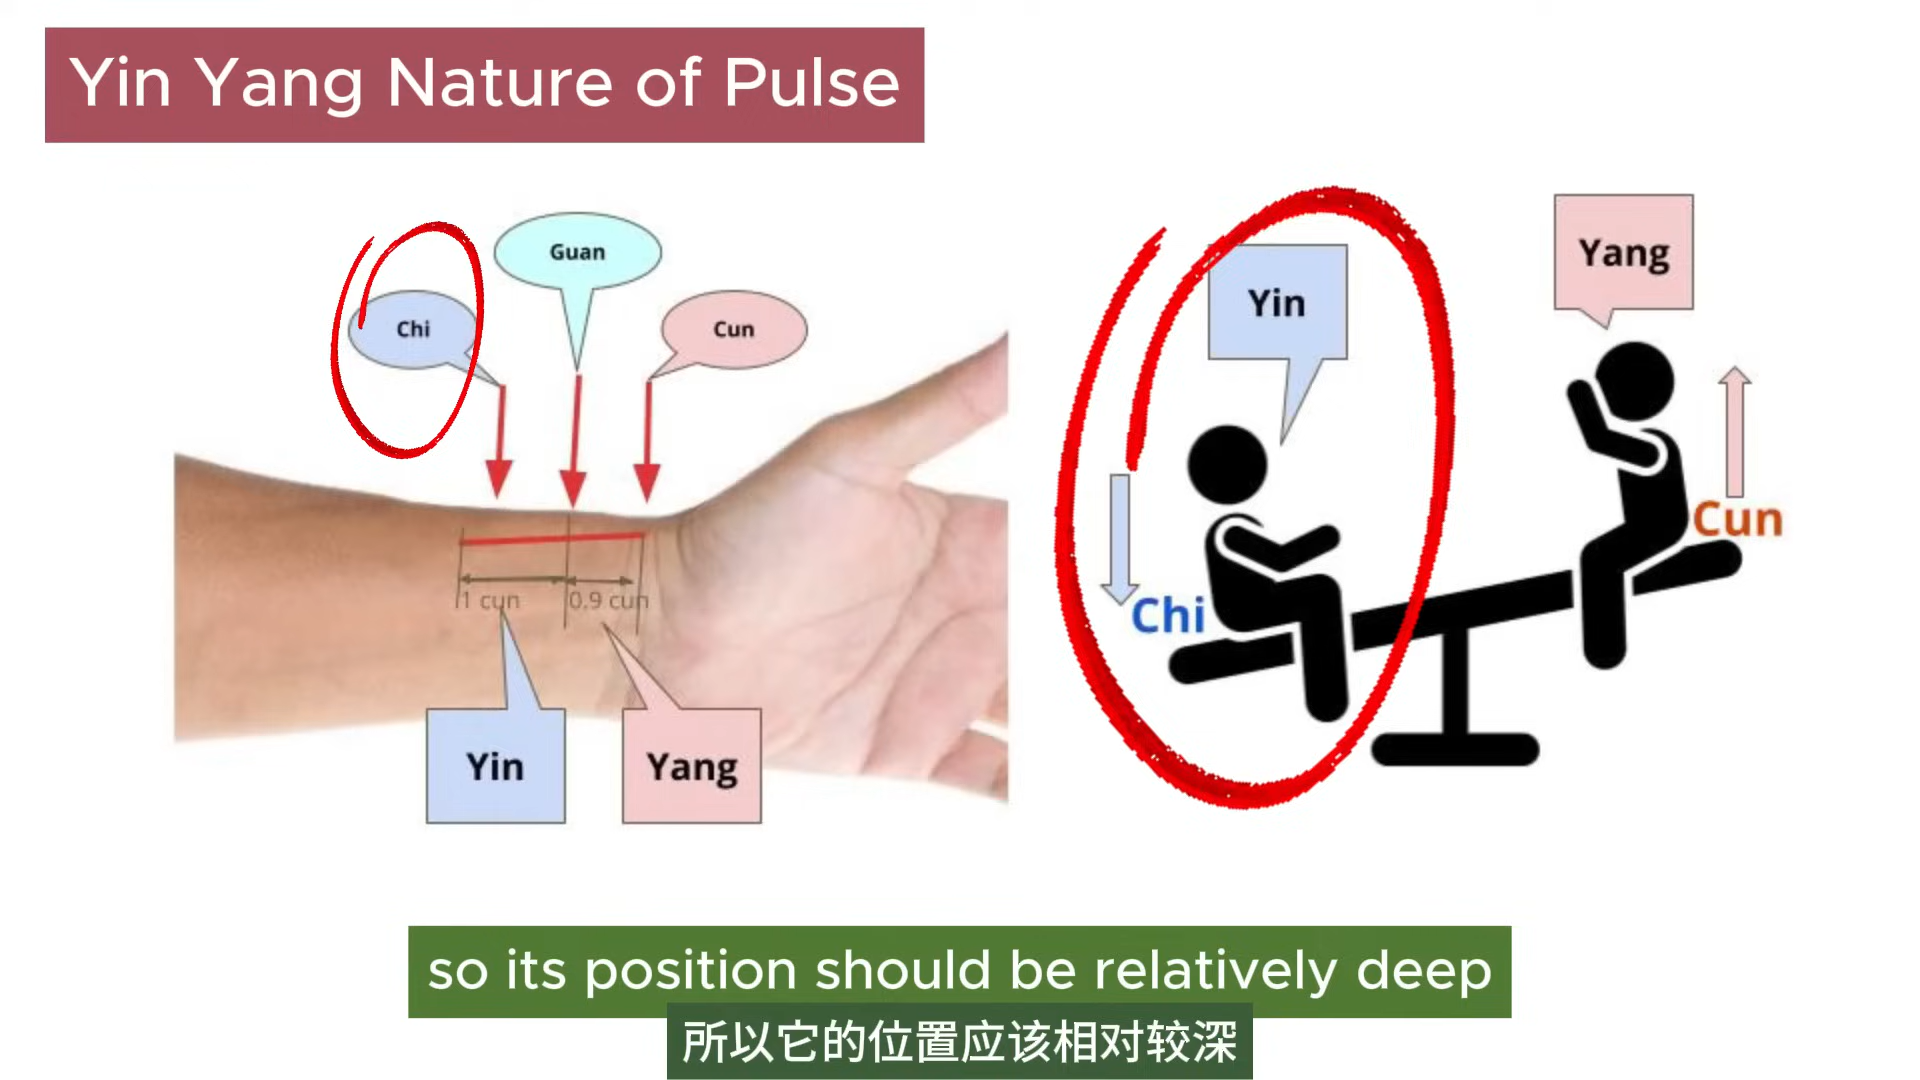 Yin Yang Nature of Pulse
Guan
Chi
Cun
1 cun
0.9 cun
Yin
Yang
Yin
Yang
Chi
Cun
so its position should be relatively deep
所以它的位置应该相对较深